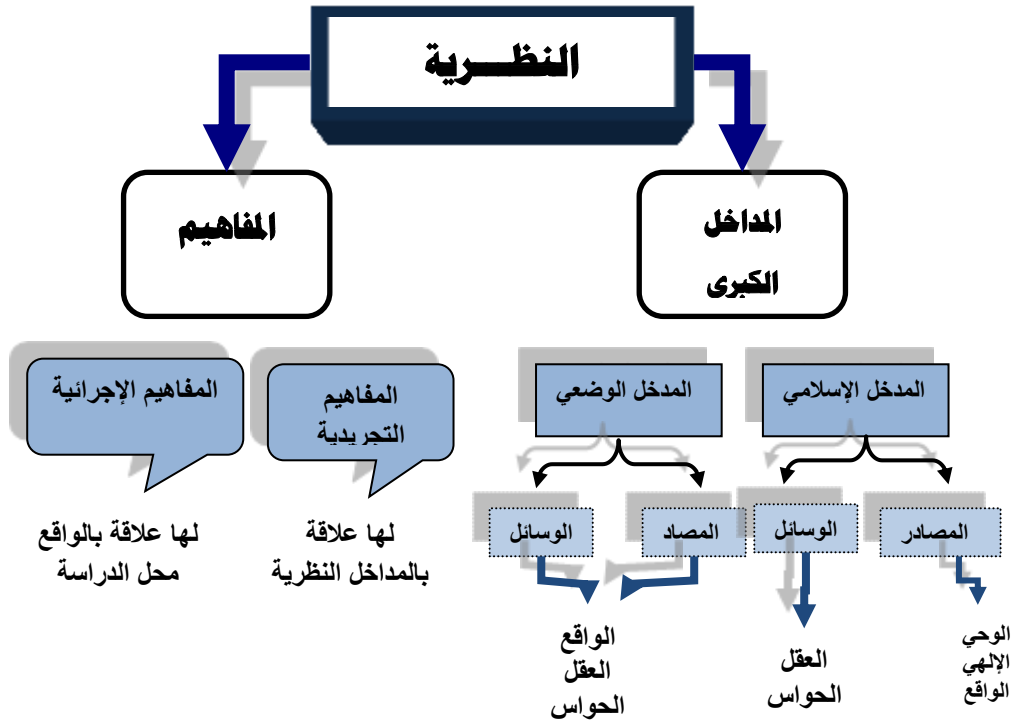 النظـــرية
المداخل
الكبرى
المفاهيم
المدخل الإسلامي
المدخل الوضعي
المفاهيم
التجريدية
المفاهيم الإجرائية
المصادر
الوسائل
المصاد
الوسائل
لها علاقة
بالمداخل النظرية
لها علاقة بالواقع
محل الدراسة
الوحي
الإلهي
الواقع
العقل
الحواس
الواقع
العقل
الحواس